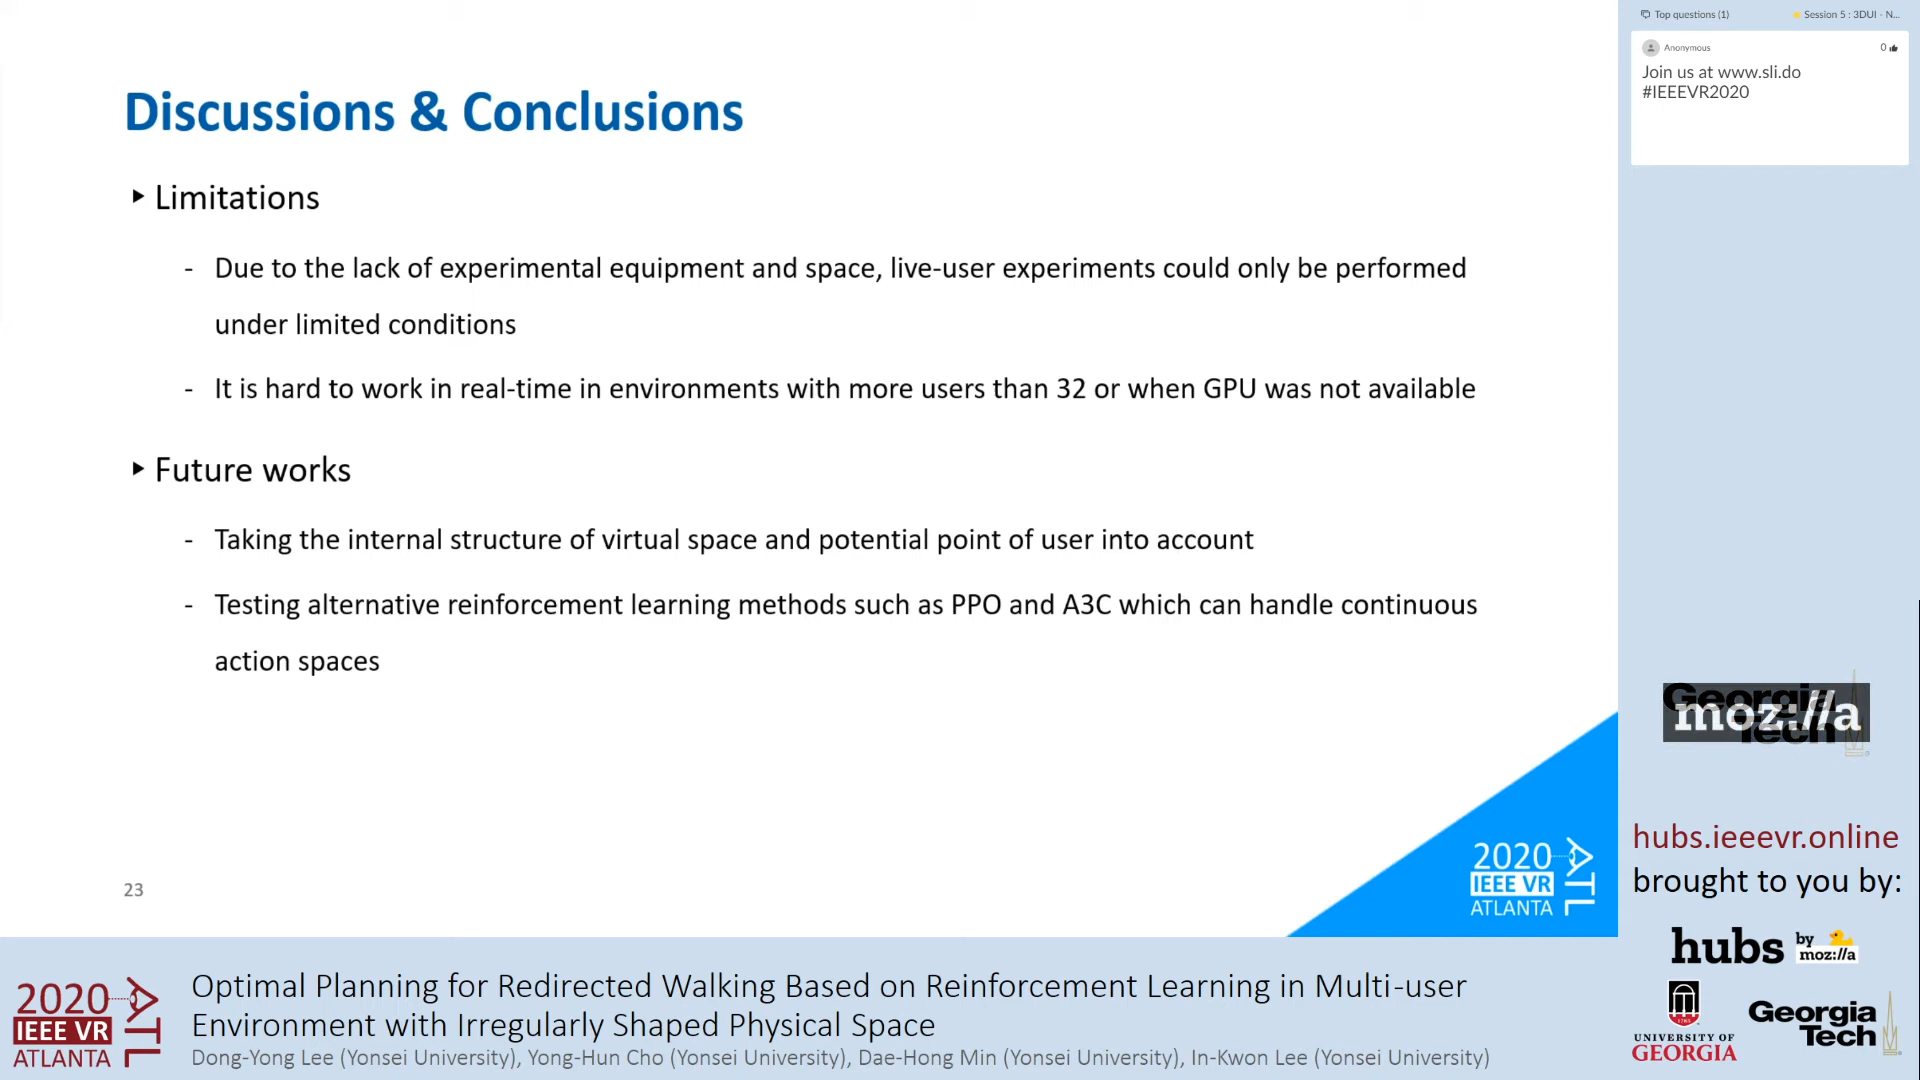 Discussions & Conclusions
Limitations
- Due to the lack of experimental equipment and space, live-user experiments could only be performed
under limited conditions
- It is hard to work in real-time in environments with more users than 32 or when GPU was not available
Future works
- Taking the internal structure of virtual space and potential point of user into account
- Testing alternative reinforcement learning methods such as PPO and A3C which can handle continuous
action spaces
23
2020
IEEE VR
ATLANTA
ATL
Top questions (1)
Session 5 : 3DUI - N...
Anonymous
0
Join us at www.sli.do
#IEEEVR2020
Georgia
Tech
moz://a
hubs.ieeevr.online
brought to you by:
hubs by
moz://a
UNIVERSITY OF
GEORGIA
Georgia
Tech
2020
IEEE VR
ATLANTA
ATL
Optimal Planning for Redirected Walking Based on Reinforcement Learning in Multi-user
Environment with Irregularly Shaped Physical Space
Dong-Yong Lee (Yonsei University), Yong-Hun Cho (Yonsei University), Dae-Hong Min (Yonsei University), In-Kwon Lee (Yonsei University)